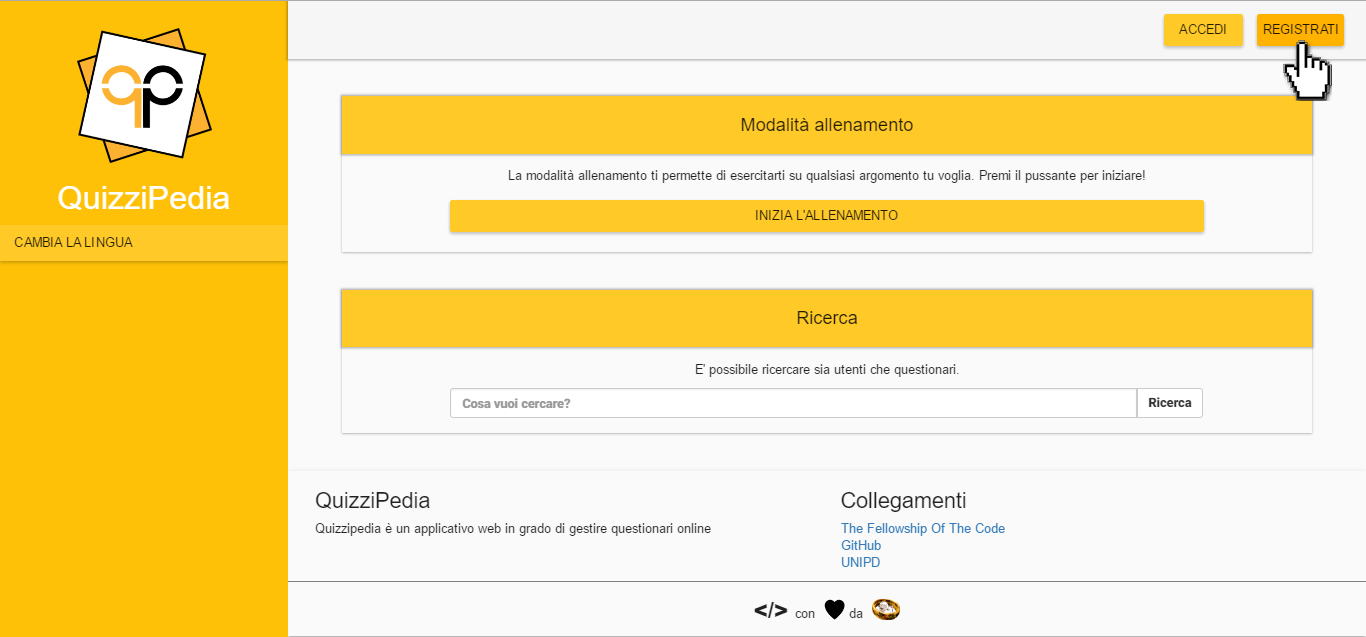 qp
QuizziPedia
CAMBIA LA LINGUA
ACCEDI
REGISTRATI
Modalità allenamento
La modalità allenamento ti permette di esercitarti su qualsiasi argomento tu voglia. Premi il pussante per iniziare!
INIZIA L'ALLENAMENTO
Ricerca
E' possibile ricercare sia utenti che questionari.
Cosa vuoi cercare?
Ricerca
QuizziPedia
Quizzipedia è un applicativo web in grado di gestire questionari online
Collegamenti
The Fellowship Of The Code
GitHub
UNIPD
</> con da